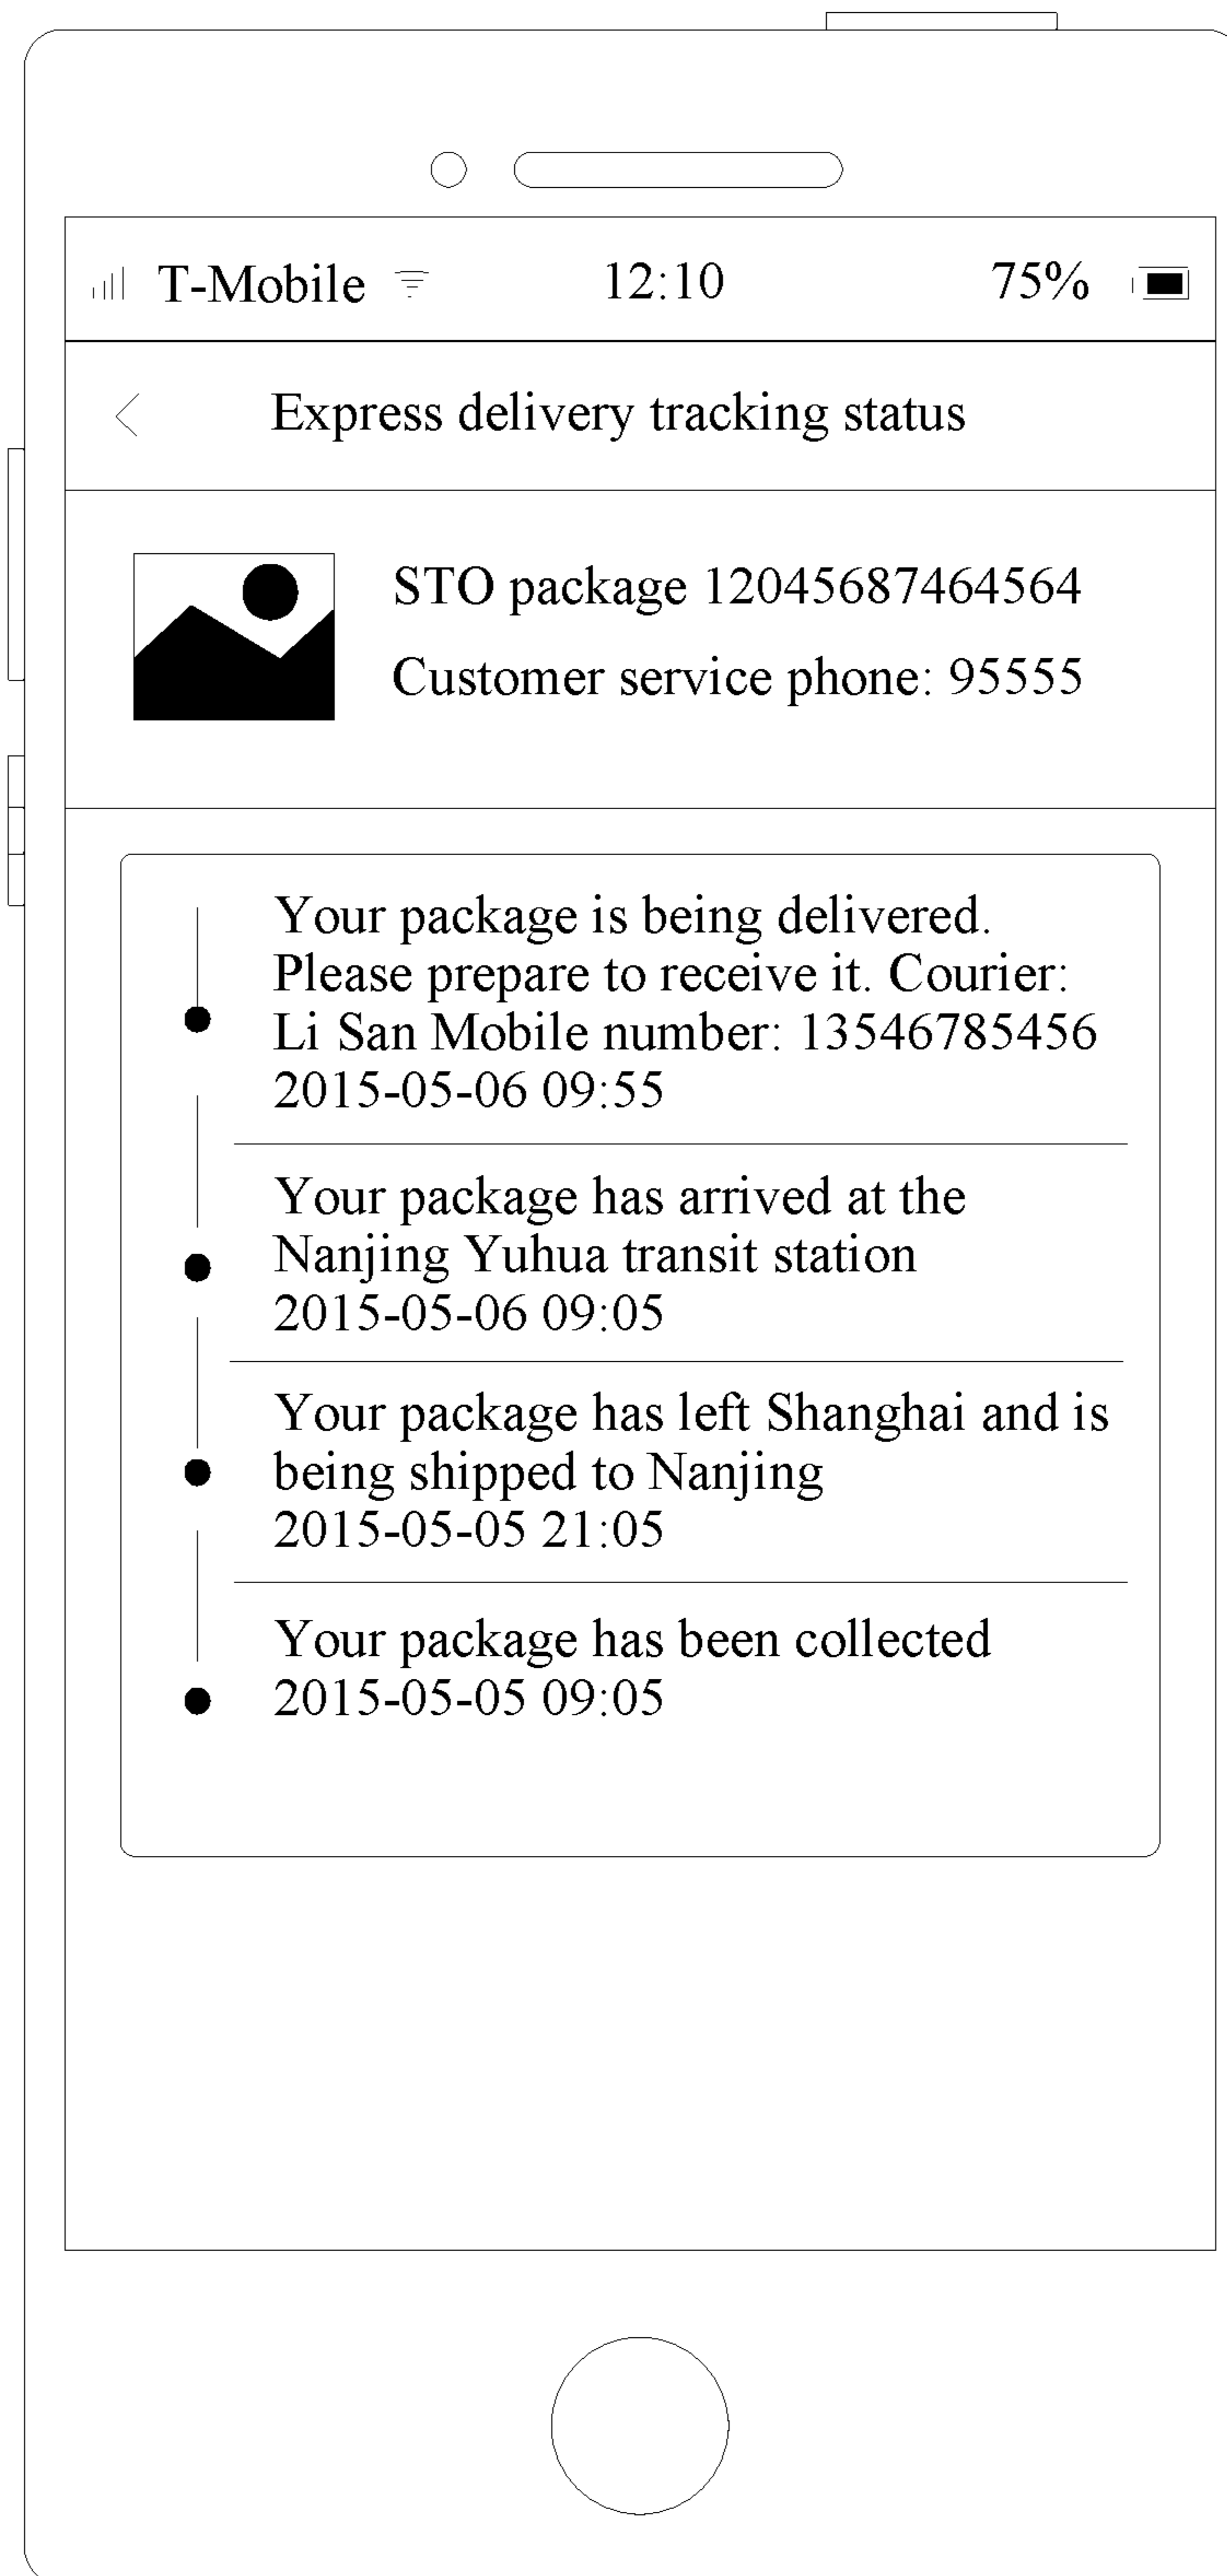 T-Mobile 12:10 75%
Express delivery tracking status
STO package 12045687464564
Customer service phone: 95555
Your package is being delivered.
Please prepare to receive it. Courier:
Li San Mobile number: 13546785456
2015-05-06 09:55
Your package has arrived at the
Nanjing Yuhua transit station
2015-05-06 09:05
Your package has left Shanghai and is
being shipped to Nanjing
2015-05-05 21:05
Your package has been collected
2015-05-05 09:05